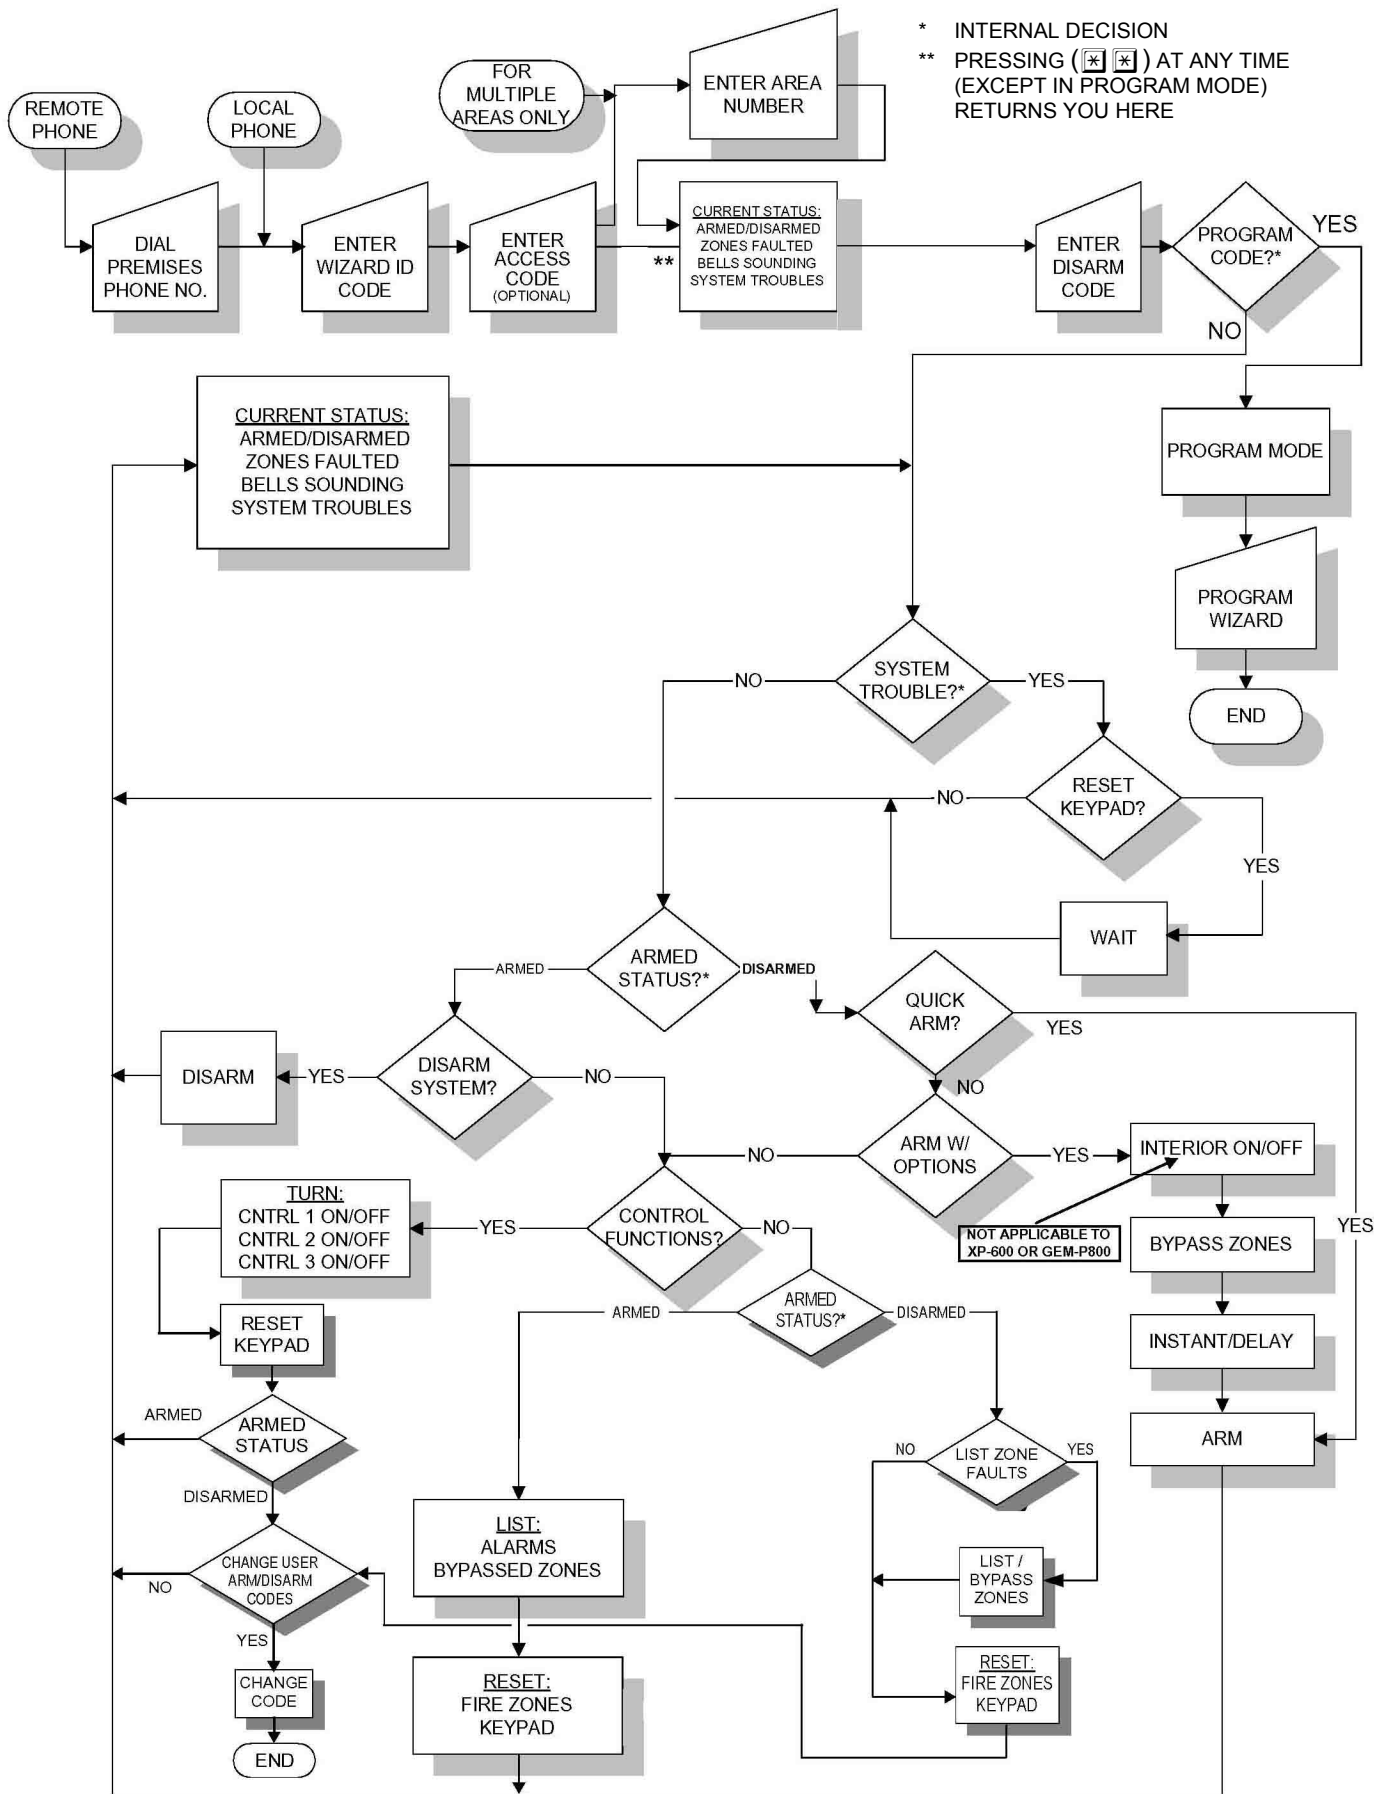 * INTERNAL DECISION
** PRESSING (* *) AT ANY TIME
(EXCEPT IN PROGRAM MODE)
RETURNS YOU HERE
REMOTE
PHONE
LOCAL
PHONE
FOR
MULTIPLE
AREAS ONLY
ENTER AREA
NUMBER
DIAL
PREMISES
PHONE NO.
ENTER
WIZARD ID
CODE
ENTER
ACCESS
CODE
(OPTIONAL)
**
CURRENT STATUS:
ARMED/DISARMED
ZONES FAULTED
BELLS SOUNDING
SYSTEM TROUBLES
ENTER
DISARM
CODE
PROGRAM
CODE?*
YES
NO
CURRENT STATUS:
ARMED/DISARMED
ZONES FAULTED
BELLS SOUNDING
SYSTEM TROUBLES
PROGRAM MODE
PROGRAM
WIZARD
END
SYSTEM
TROUBLE?*
NO
YES
RESET
KEYPAD?
NO
YES
WAIT
ARMED
STATUS?*
ARMED
DISARMED
QUICK
ARM?
YES
NO
DISARM
SYSTEM?
YES
NO
DISARM
ARM W/
OPTIONS
NO
YES
INTERIOR ON/OFF
NOT APPLICABLE TO
XP-600 OR GEM-P800
BYPASS ZONES
YES
INSTANT/DELAY
ARM
TURN:
CNTRL 1 ON/OFF
CNTRL 2 ON/OFF
CNTRL 3 ON/OFF
YES
CONTROL
FUNCTIONS?
NO
ARMED
ARMED
STATUS?*
DISARMED
RESET
KEYPAD
ARMED
ARMED
STATUS
DISARMED
NO
LIST ZONE
FAULTS
YES
LIST:
ALARMS
BYPASSED ZONES
LIST /
BYPASS
ZONES
CHANGE USER
ARM/DISARM
CODES
NO
YES
CHANGE
CODE
END
RESET:
FIRE ZONES
KEYPAD
RESET:
FIRE ZONES
KEYPAD